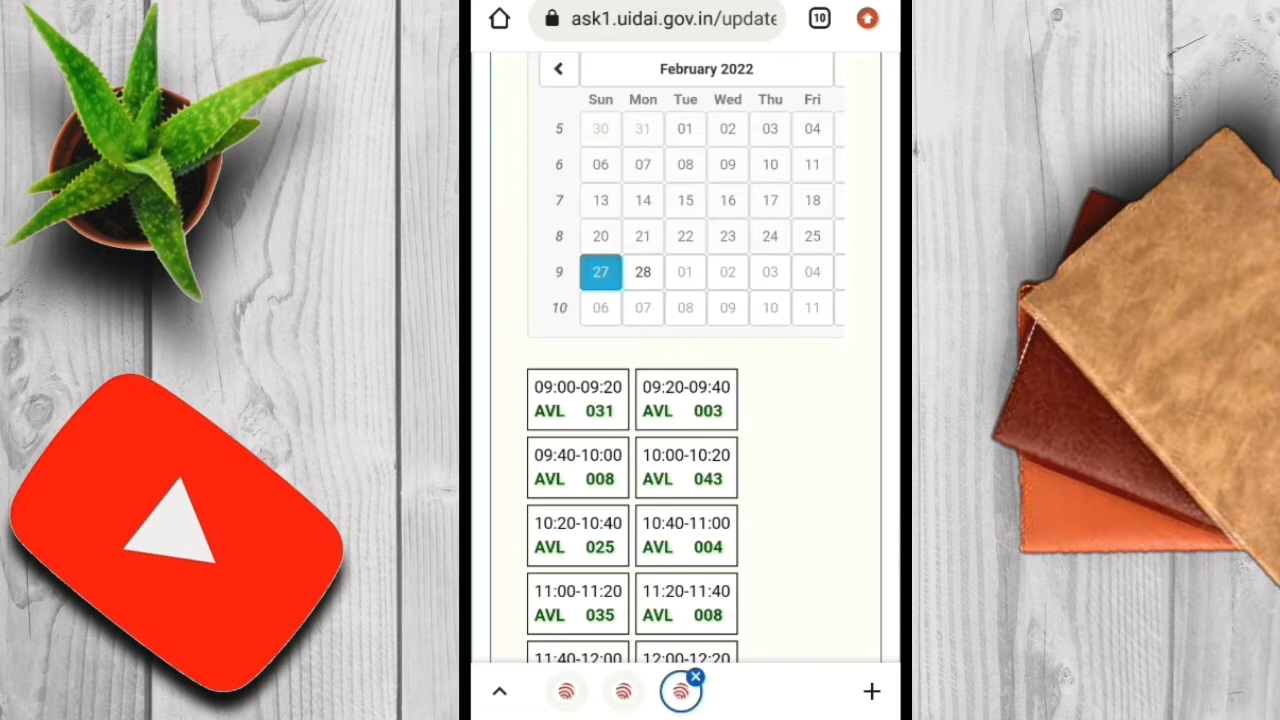 ask1.uidai.gov.in/update
10
February 2022
Sun Mon Tue Wed Thu Fri
5 30 31 01 02 03 04
6 06 07 08 09 10 11
7 13 14 15 16 17 18
8 20 21 22 23 24 25
9 27 28 01 02 03 04
10 06 07 08 09 10 11
09:00-09:20 09:20-09:40
AVL 031 AVL 003
09:40-10:00 10:00-10:20
AVL 008 AVL 043
10:20-10:40 10:40-11:00
AVL 025 AVL 004
11:00-11:20 11:20-11:40
AVL 035 AVL 008
11:40-12:00 12:00-12:20